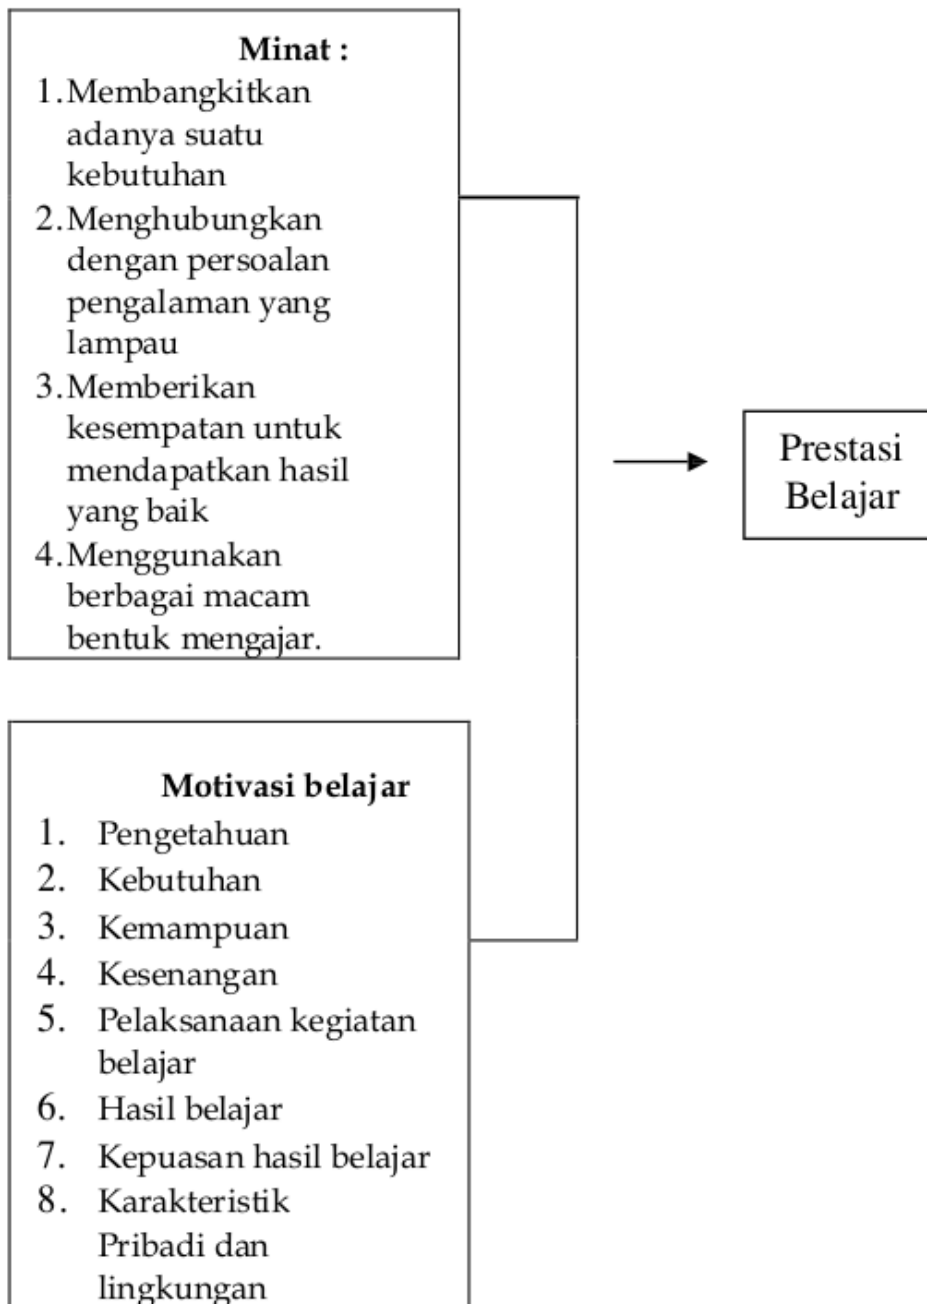 Minat :
1. Membangkitkan
adanya suatu
kebutuhan
2. Menghubungkan
dengan persoalan
pengalaman yang
lampau
3. Memberikan
kesempatan untuk
mendapatkan hasil
yang baik
4. Menggunakan
berbagai macam
bentuk mengajar.
Motivasi belajar
1. Pengetahuan
2. Kebutuhan
3. Kemampuan
4. Kesenangan
5. Pelaksanaan kegiatan
belajar
6. Hasil belajar
7. Kepuasan hasil belajar
8. Karakteristik
Pribadi dan
lingkungan
Prestasi
Belajar